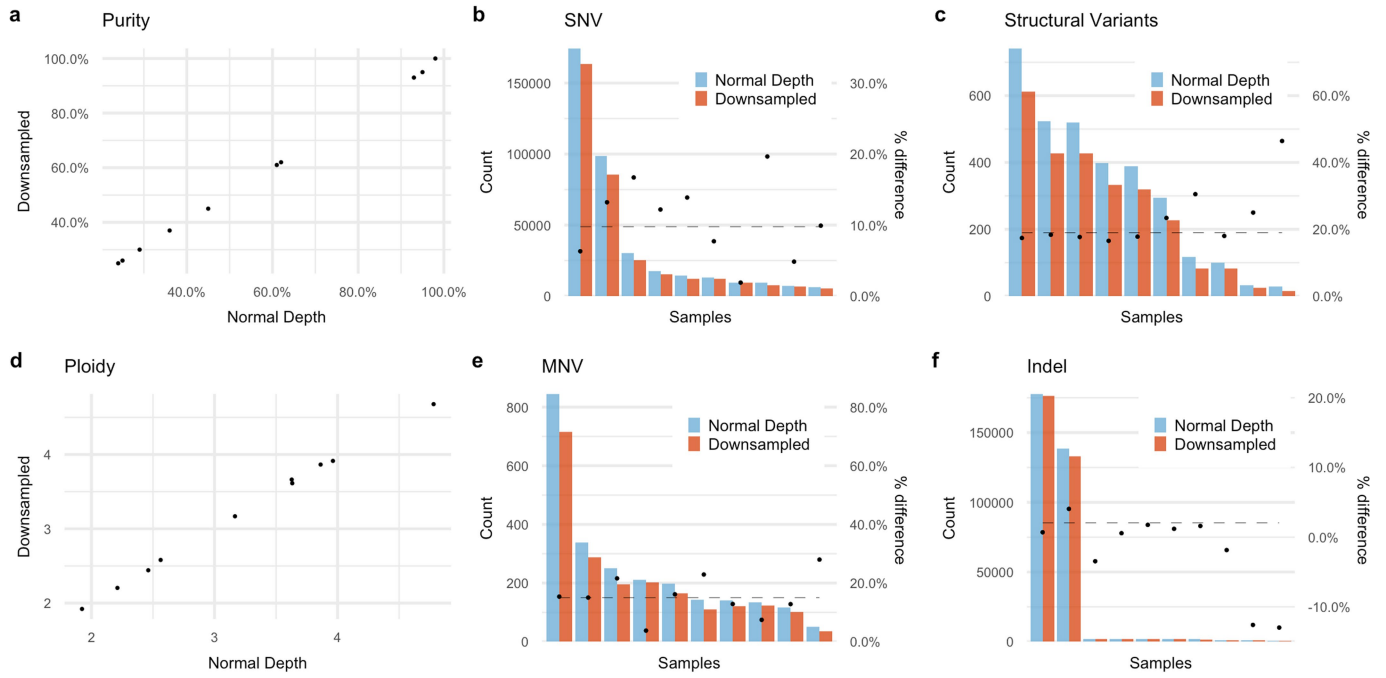 a Purity
Downsampled
100.0%
80.0%
60.0%
40.0%
40.0% 60.0% 80.0% 100.0%
Normal Depth
b SNV
Count
150000
100000
50000
0
Normal Depth
Downsampled
30.0%
20.0%
10.0%
0.0%
% difference
Samples
c Structural Variants
Count
600
400
200
0
Normal Depth
Downsampled
60.0%
40.0%
20.0%
0.0%
% difference
Samples
d Ploidy
Downsampled
4
3
2
2 3 4
Normal Depth
e MNV
Count
800
600
400
200
0
Normal Depth
Downsampled
80.0%
60.0%
40.0%
20.0%
0.0%
% difference
Samples
f Indel
Count
150000
100000
50000
0
Normal Depth
Downsampled
20.0%
10.0%
0.0%
-10.0%
% difference
Samples